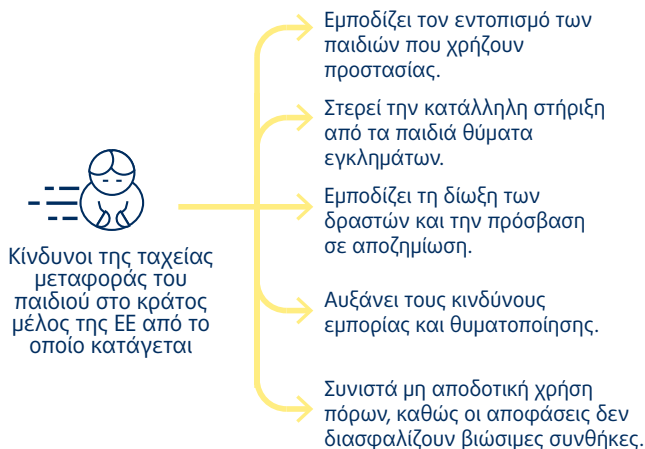 Κίνδυνοι της ταχείας
μεταφοράς του
παιδιού στο κράτος
μέλος της ΕΕ από το
οποίο κατάγεται
Εμποδίζει τον εντοπισμό των
παιδιών που χρήζουν
προστασίας.
Στερεί την κατάλληλη στήριξη
από τα παιδιά θύματα
εγκλημάτων.
Εμποδίζει τη δίωξη των
δραστών και την πρόσβαση
σε αποζημίωση.
Αυξάνει τους κινδύνους
εμπορίας και θυματοποίησης.
Συνιστά μη αποδοτική χρήση
πόρων, καθώς οι αποφάσεις δεν
διασφαλίζουν βιώσιμες συνθήκες.